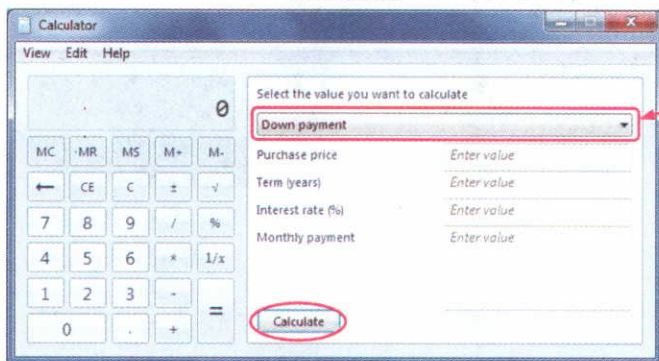 Calculator
View Edit Help
0
MC MR MS M+ M-
← CE C ± √
7 8 9 / %
4 5 6 * 1/x
1 2 3 - =
0 . +
Select the value you want to calculate
Down payment
Purchase price Enter value
Term (years) Enter value
Interest rate (%) Enter value
Monthly payment Enter value
Calculate